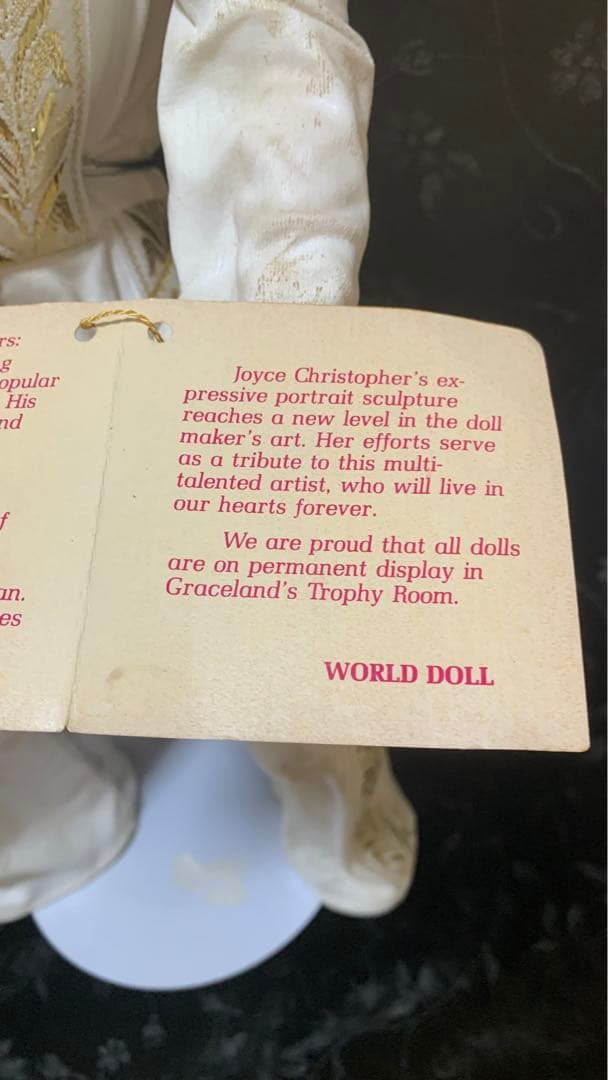 rs:
g
opular
His
nd
f
an.
es
Joyce Christopher's ex-
pressive portrait sculpture
reaches a new level in the doll
maker's art. Her efforts serve
as a tribute to this multi-
talented artist, who will live in
our hearts forever.
We are proud that all dolls
are on permanent display in
Graceland's Trophy Room.
WORLD DOLL